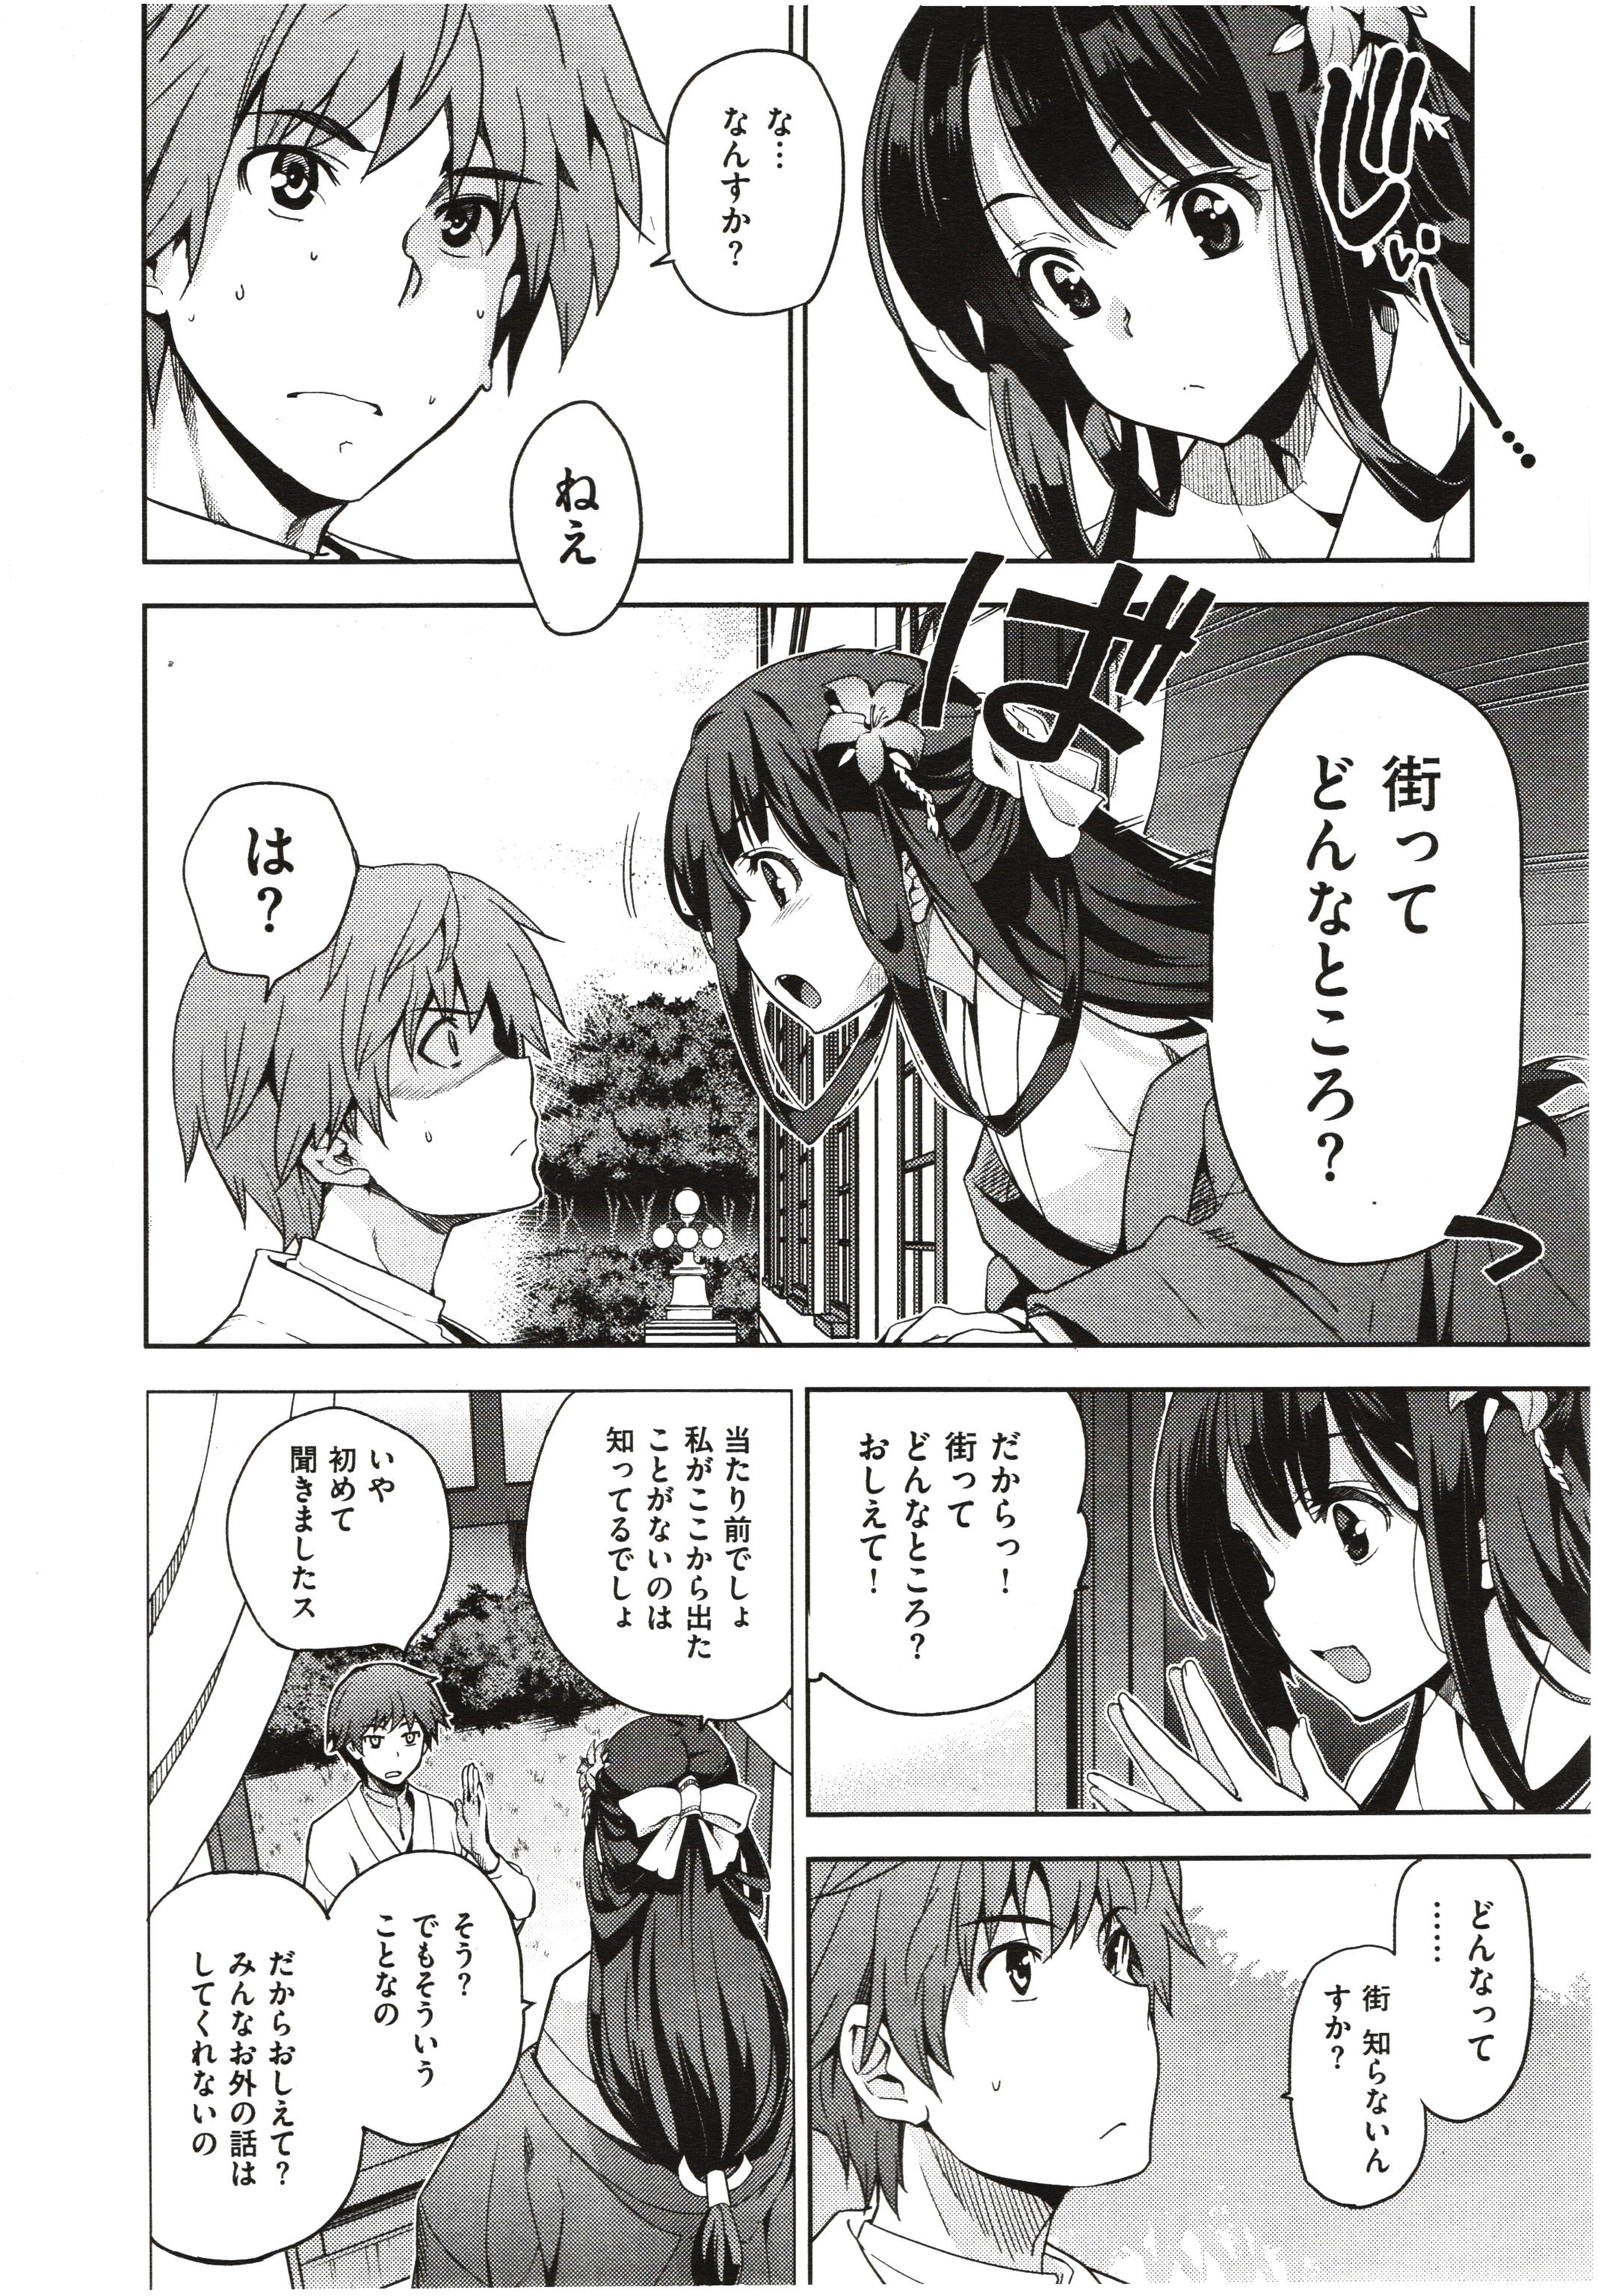 じぃ…
な…
なんすか？
ねえ
ばっ
街って
どんなところ？
は？
だからっ！
街って
どんなところ？
おしえて！
どんなって
……
街 知らないん
すか？
当たり前でしょ
私がここから出た
ことがないのは
知ってるでしょ
いや
初めて
聞きましたス
そう？
でもそういう
ことなの
だからおしえて？
みんなお外の話は
してくれないの